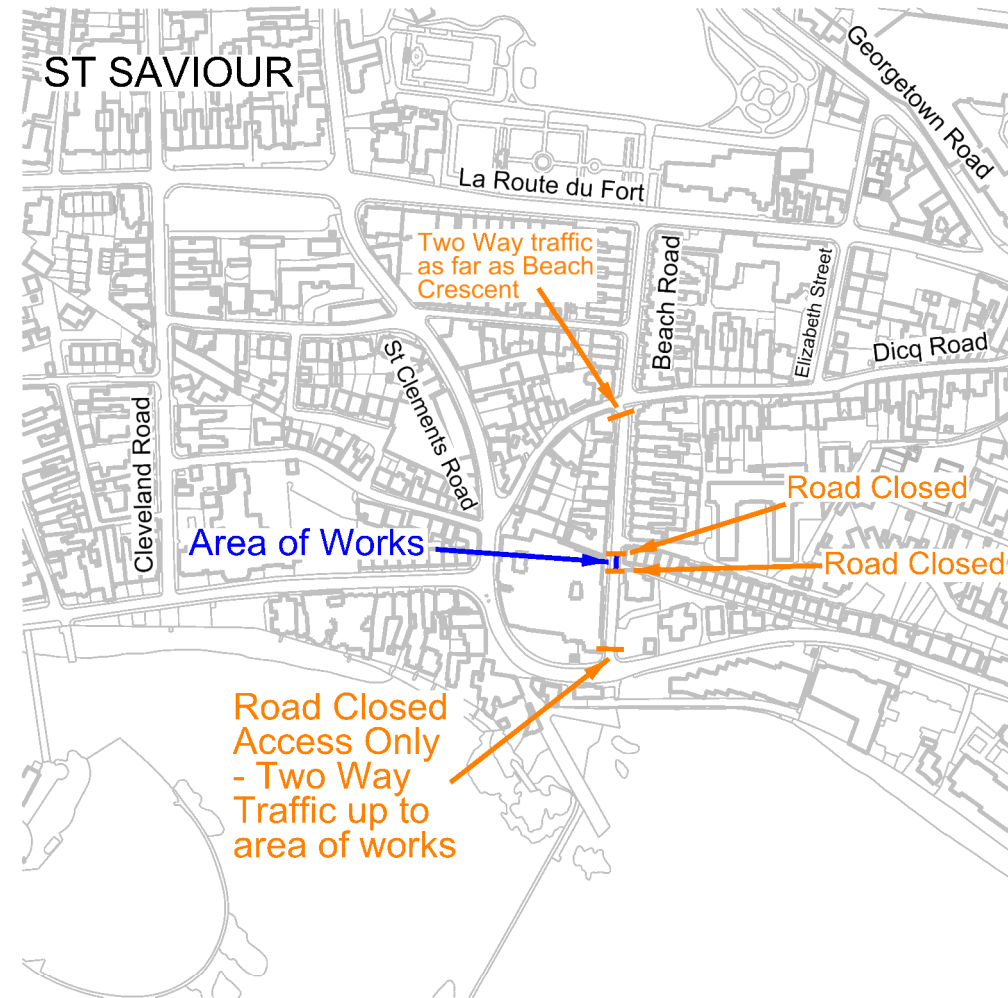 ST SAVIOUR
Georgetown Road
La Route du Fort
Two Way traffic
as far as Beach
Crescent
Beach Road
Elizabeth Street
Dicq Road
St Clements Road
Cleveland Road
Road Closed
Area of Works
Road Closed
Road Closed
Access Only
- Two Way
Traffic up to
area of works